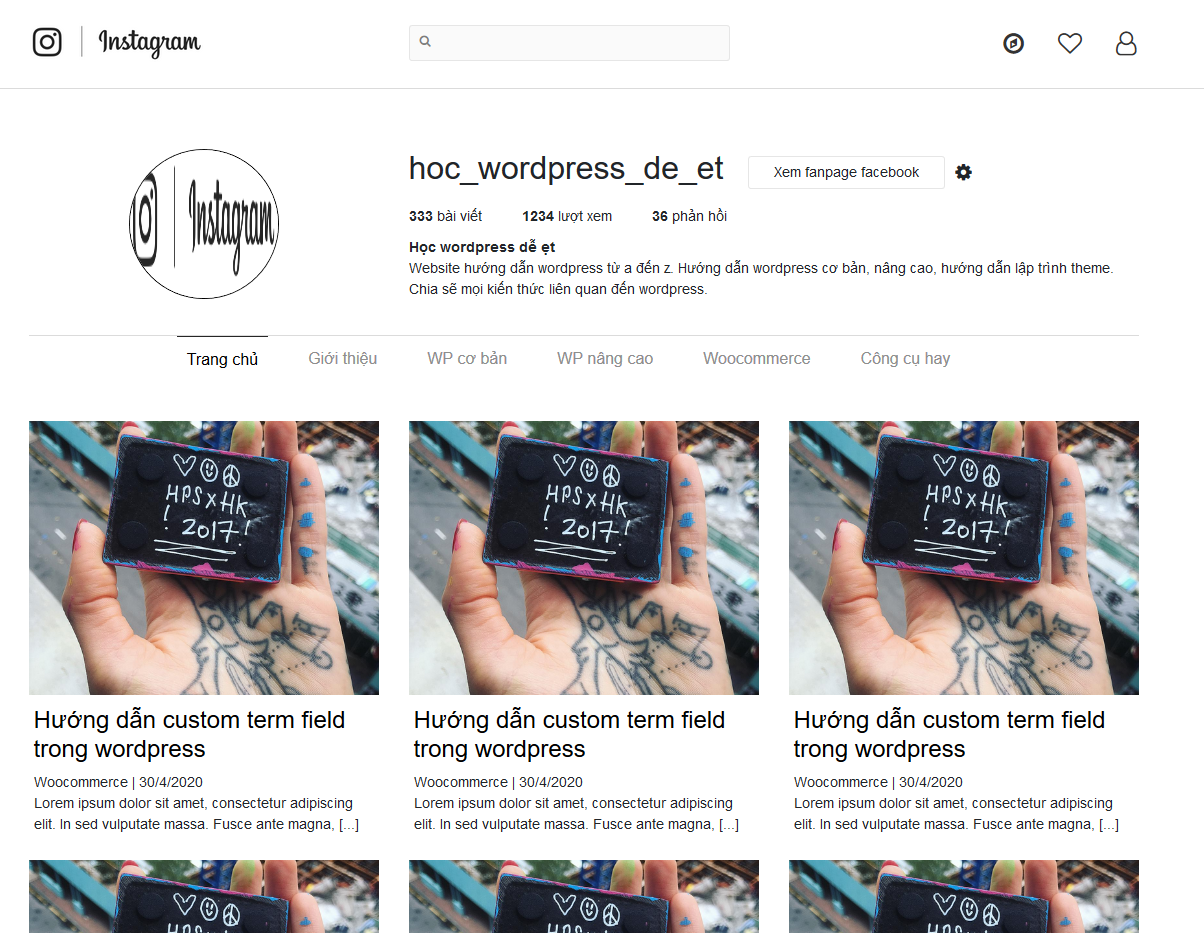 Instagram
hoc_wordpress_de_et
Xem fanpage facebook
Instagram
333 bài viết 1234 lượt xem 36 phản hồi
Học wordpress dễ ẹt
Website hướng dẫn wordpress từ a đến z. Hướng dẫn wordpress cơ bản, nâng cao, hướng dẫn lập trình theme.
Chia sẽ mọi kiến thức liên quan đến wordpress.
Trang chủ Giới thiệu WP cơ bản WP nâng cao Woocommerce Công cụ hay
HPS x HK
! 2017 !
HPS x HK
! 2017 !
HPS x HK
! 2017 !
Hướng dẫn custom term field
trong wordpress
Woocommerce | 30/4/2020
Lorem ipsum dolor sit amet, consectetur adipiscing
elit. In sed vulputate massa. Fusce ante magna, [...]
Hướng dẫn custom term field
trong wordpress
Woocommerce | 30/4/2020
Lorem ipsum dolor sit amet, consectetur adipiscing
elit. In sed vulputate massa. Fusce ante magna, [...]
Hướng dẫn custom term field
trong wordpress
Woocommerce | 30/4/2020
Lorem ipsum dolor sit amet, consectetur adipiscing
elit. In sed vulputate massa. Fusce ante magna, [...]